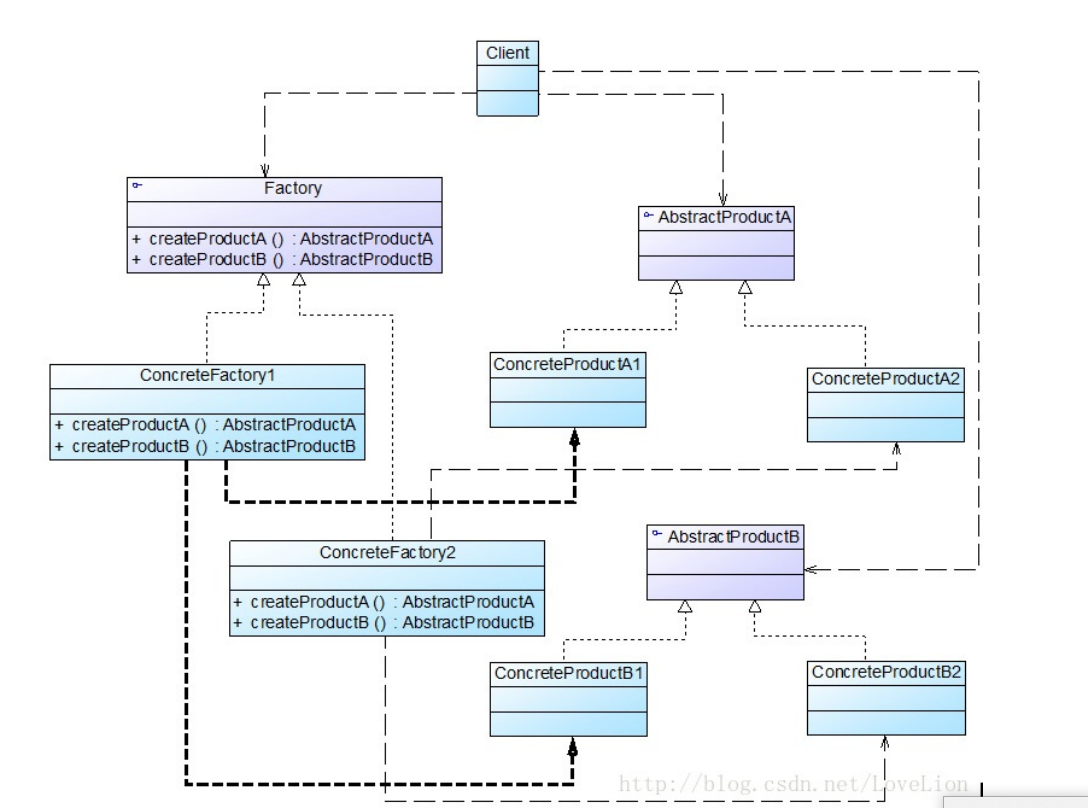 Client
Factory
+ createProductA () : AbstractProductA
+ createProductB () : AbstractProductB
AbstractProductA
ConcreteFactory1
+ createProductA () : AbstractProductA
+ createProductB () : AbstractProductB
ConcreteProductA1
ConcreteProductA2
ConcreteFactory2
+ createProductA () : AbstractProductA
+ createProductB () : AbstractProductB
AbstractProductB
ConcreteProductB1
ConcreteProductB2
http://blog.csdn.net/LoveLion